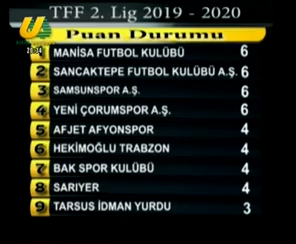 TFF 2. Lig 2019 - 2020
Puan Durumu
1 MANİSA FUTBOL KULÜBÜ 6
2 SANCAKTEPE FUTBOL KULÜBÜ A.Ş. 6
3 SAMSUNSPOR A.Ş. 6
4 YENİ ÇORUMSPOR A.Ş. 6
5 AFJET AFYONSPOR 4
6 HEKİMOĞLU TRABZON 4
7 BAK SPOR KULÜBÜ 4
8 SARIYER 4
9 TARSUS İDMAN YURDU 3